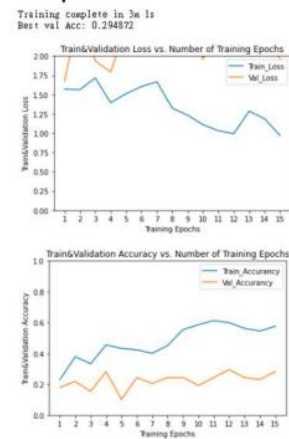 Training complete in 3m 1s
Best val Acc: 0.294872
Train&Validation Loss vs. Number of Training Epochs
2.00
1.75
1.50
1.25
1.00
0.75
0.50
0.25
0.00
Train&Validation Loss
Train_Loss
Val_Loss
1 2 3 4 5 6 7 8 9 10 11 12 13 14 15
Training Epochs
Train&Validation Accuracy vs. Number of Training Epochs
1.0
0.8
0.6
0.4
0.2
0.0
Train&Validation Accuracy
Train_Accurancy
Val_Accurancy
1 2 3 4 5 6 7 8 9 10 11 12 13 14 15
Training Epochs